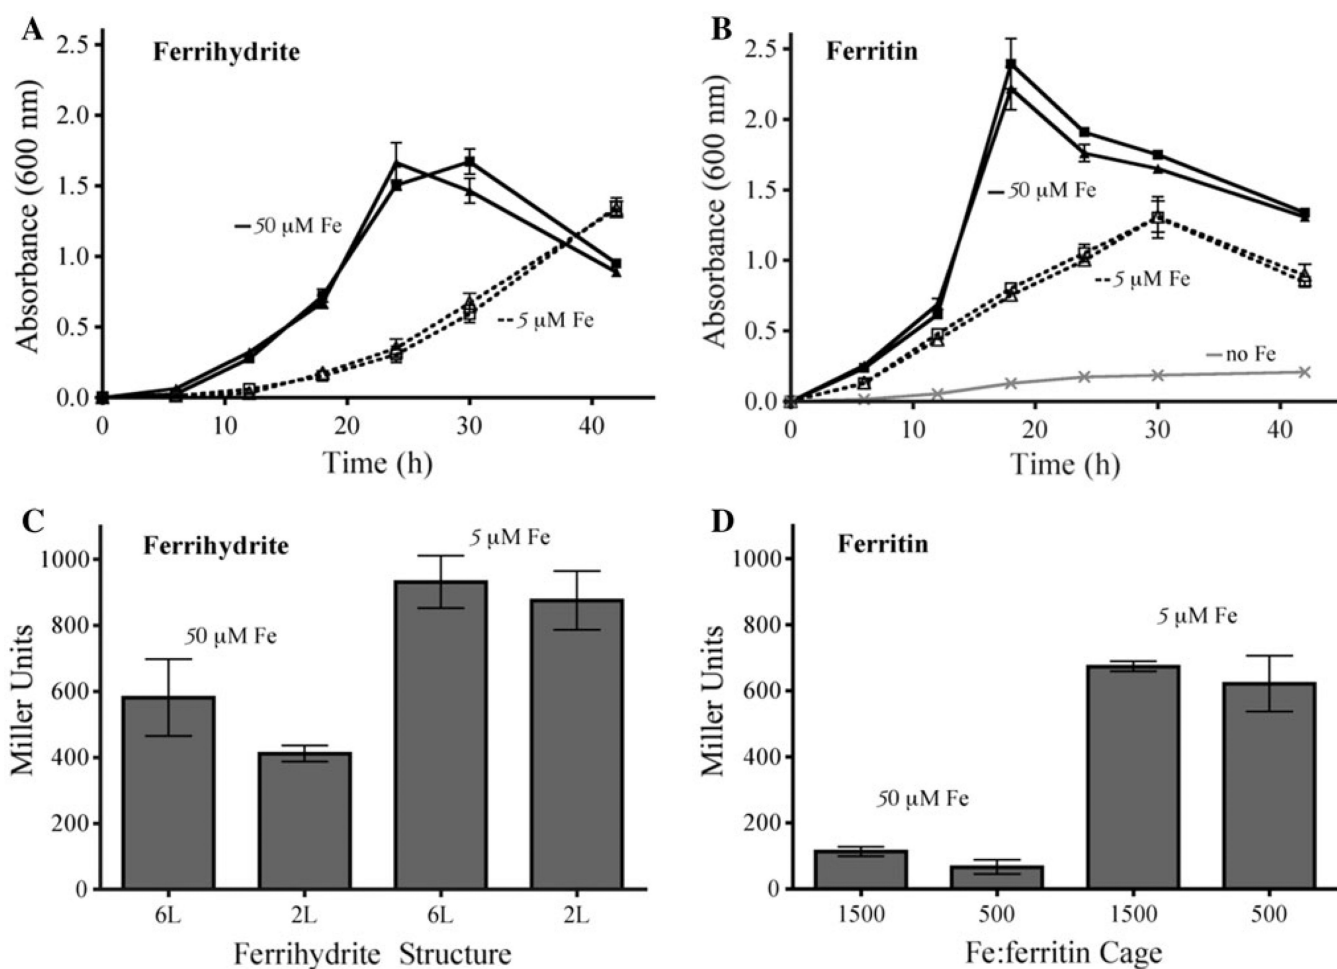 A
Ferrihydrite
2.5
2.0
1.5
1.0
0.5
0.0
Absorbance (600 nm)
50 µM Fe
5 µM Fe
0
10
20
30
40
Time (h)
B
Ferritin
2.5
2.0
1.5
1.0
0.5
0.0
Absorbance (600 nm)
50 µM Fe
5 µM Fe
no Fe
0
10
20
30
40
Time (h)
C
Ferrihydrite
1000
800
600
400
200
0
Miller Units
50 µM Fe
5 µM Fe
6L
2L
6L
2L
Ferrihydrite Structure
D
Ferritin
1000
800
600
400
200
0
Miller Units
50 µM Fe
5 µM Fe
1500
500
1500
500
Fe:ferritin Cage